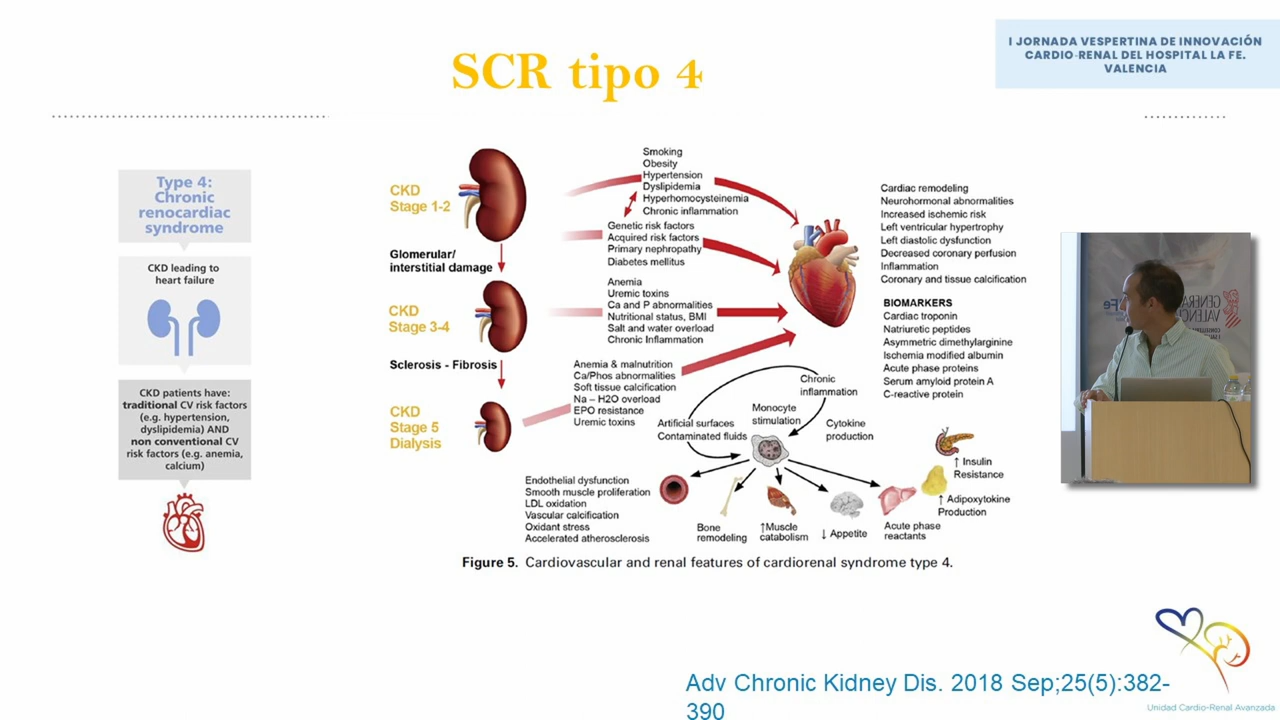 I JORNADA VESPERTINA DE INNOVACIÓN
CARDIO-RENAL DEL HOSPITAL LA FE.
VALENCIA
SCR tipo 4
Type 4:
Chronic
renocardiac
syndrome
CKD leading to
heart failure
CKD patients have:
traditional CV risk factors
(e.g. hypertension,
dyslipidemia) AND
non conventional CV
risk factors (e.g. anemia,
calcium)
CKD
Stage 1-2
Glomerular/
interstitial damage
CKD
Stage 3-4
Sclerosis - Fibrosis
CKD
Stage 5
Dialysis
Smoking
Obesity
Hypertension
Dyslipidemia
Hyperhomocysteinemia
Chronic inflammation
Genetic risk factors
Acquired risk factors
Primary nephropathy
Diabetes mellitus
Anemia
Uremic toxins
Ca and P abnormalities
Nutritional status, BMI
Salt and water overload
Chronic Inflammation
Anemia & malnutrition
Ca/Phos abnormalities
Soft tissue calcification
Na – H2O overload
EPO resistance
Uremic toxins
Cardiac remodeling
Neurohormonal abnormalities
Increased ischemic risk
Left ventricular hypertrophy
Left diastolic dysfunction
Decreased coronary perfusion
Inflammation
Coronary and tissue calcification
BIOMARKERS
Cardiac troponin
Natriuretic peptides
Asymmetric dimethylarginine
Ischemia modified albumin
Acute phase proteins
Serum amyloid protein A
C-reactive protein
Chronic
inflammation
Monocyte
stimulation
Artificial surfaces
Contaminated fluids
Cytokine
production
↑ Insulin
Resistance
↑ Adipoxytokine
Production
Endothelial dysfunction
Smooth muscle proliferation
LDL oxidation
Vascular calcification
Oxidant stress
Accelerated atherosclerosis
Bone
remodeling
↑Muscle
catabolism
↓ Appetite
Acute phase
reactants
Figure 5. Cardiovascular and renal features of cardiorenal syndrome type 4.
Adv Chronic Kidney Dis. 2018 Sep;25(5):382-
390
Unidad Cardio-Renal Avanzada